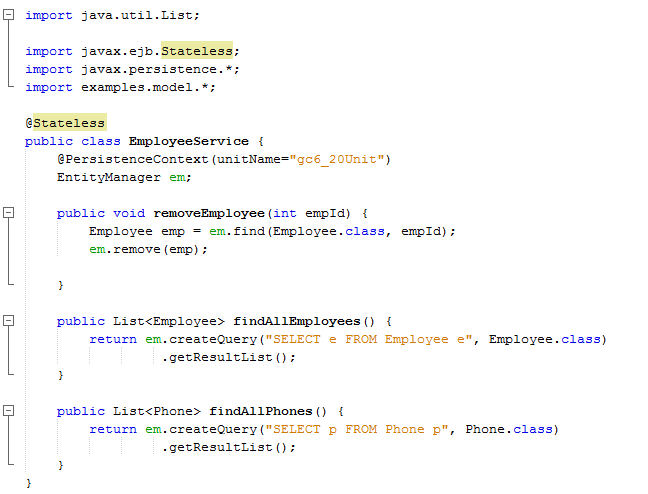 import java.util.List;
import javax.ejb.Stateless;
import javax.persistence.*;
import examples.model.*;
@Stateless
public class EmployeeService {
@PersistenceContext(unitName="gc6_20Unit")
EntityManager em;
public void removeEmployee(int empId) {
Employee emp = em.find(Employee.class, empId);
em.remove(emp);
}
public List<Employee> findAllEmployees() {
return em.createQuery("SELECT e FROM Employee e", Employee.class)
.getResultList();
}
public List<Phone> findAllPhones() {
return em.createQuery("SELECT p FROM Phone p", Phone.class)
.getResultList();
}
}